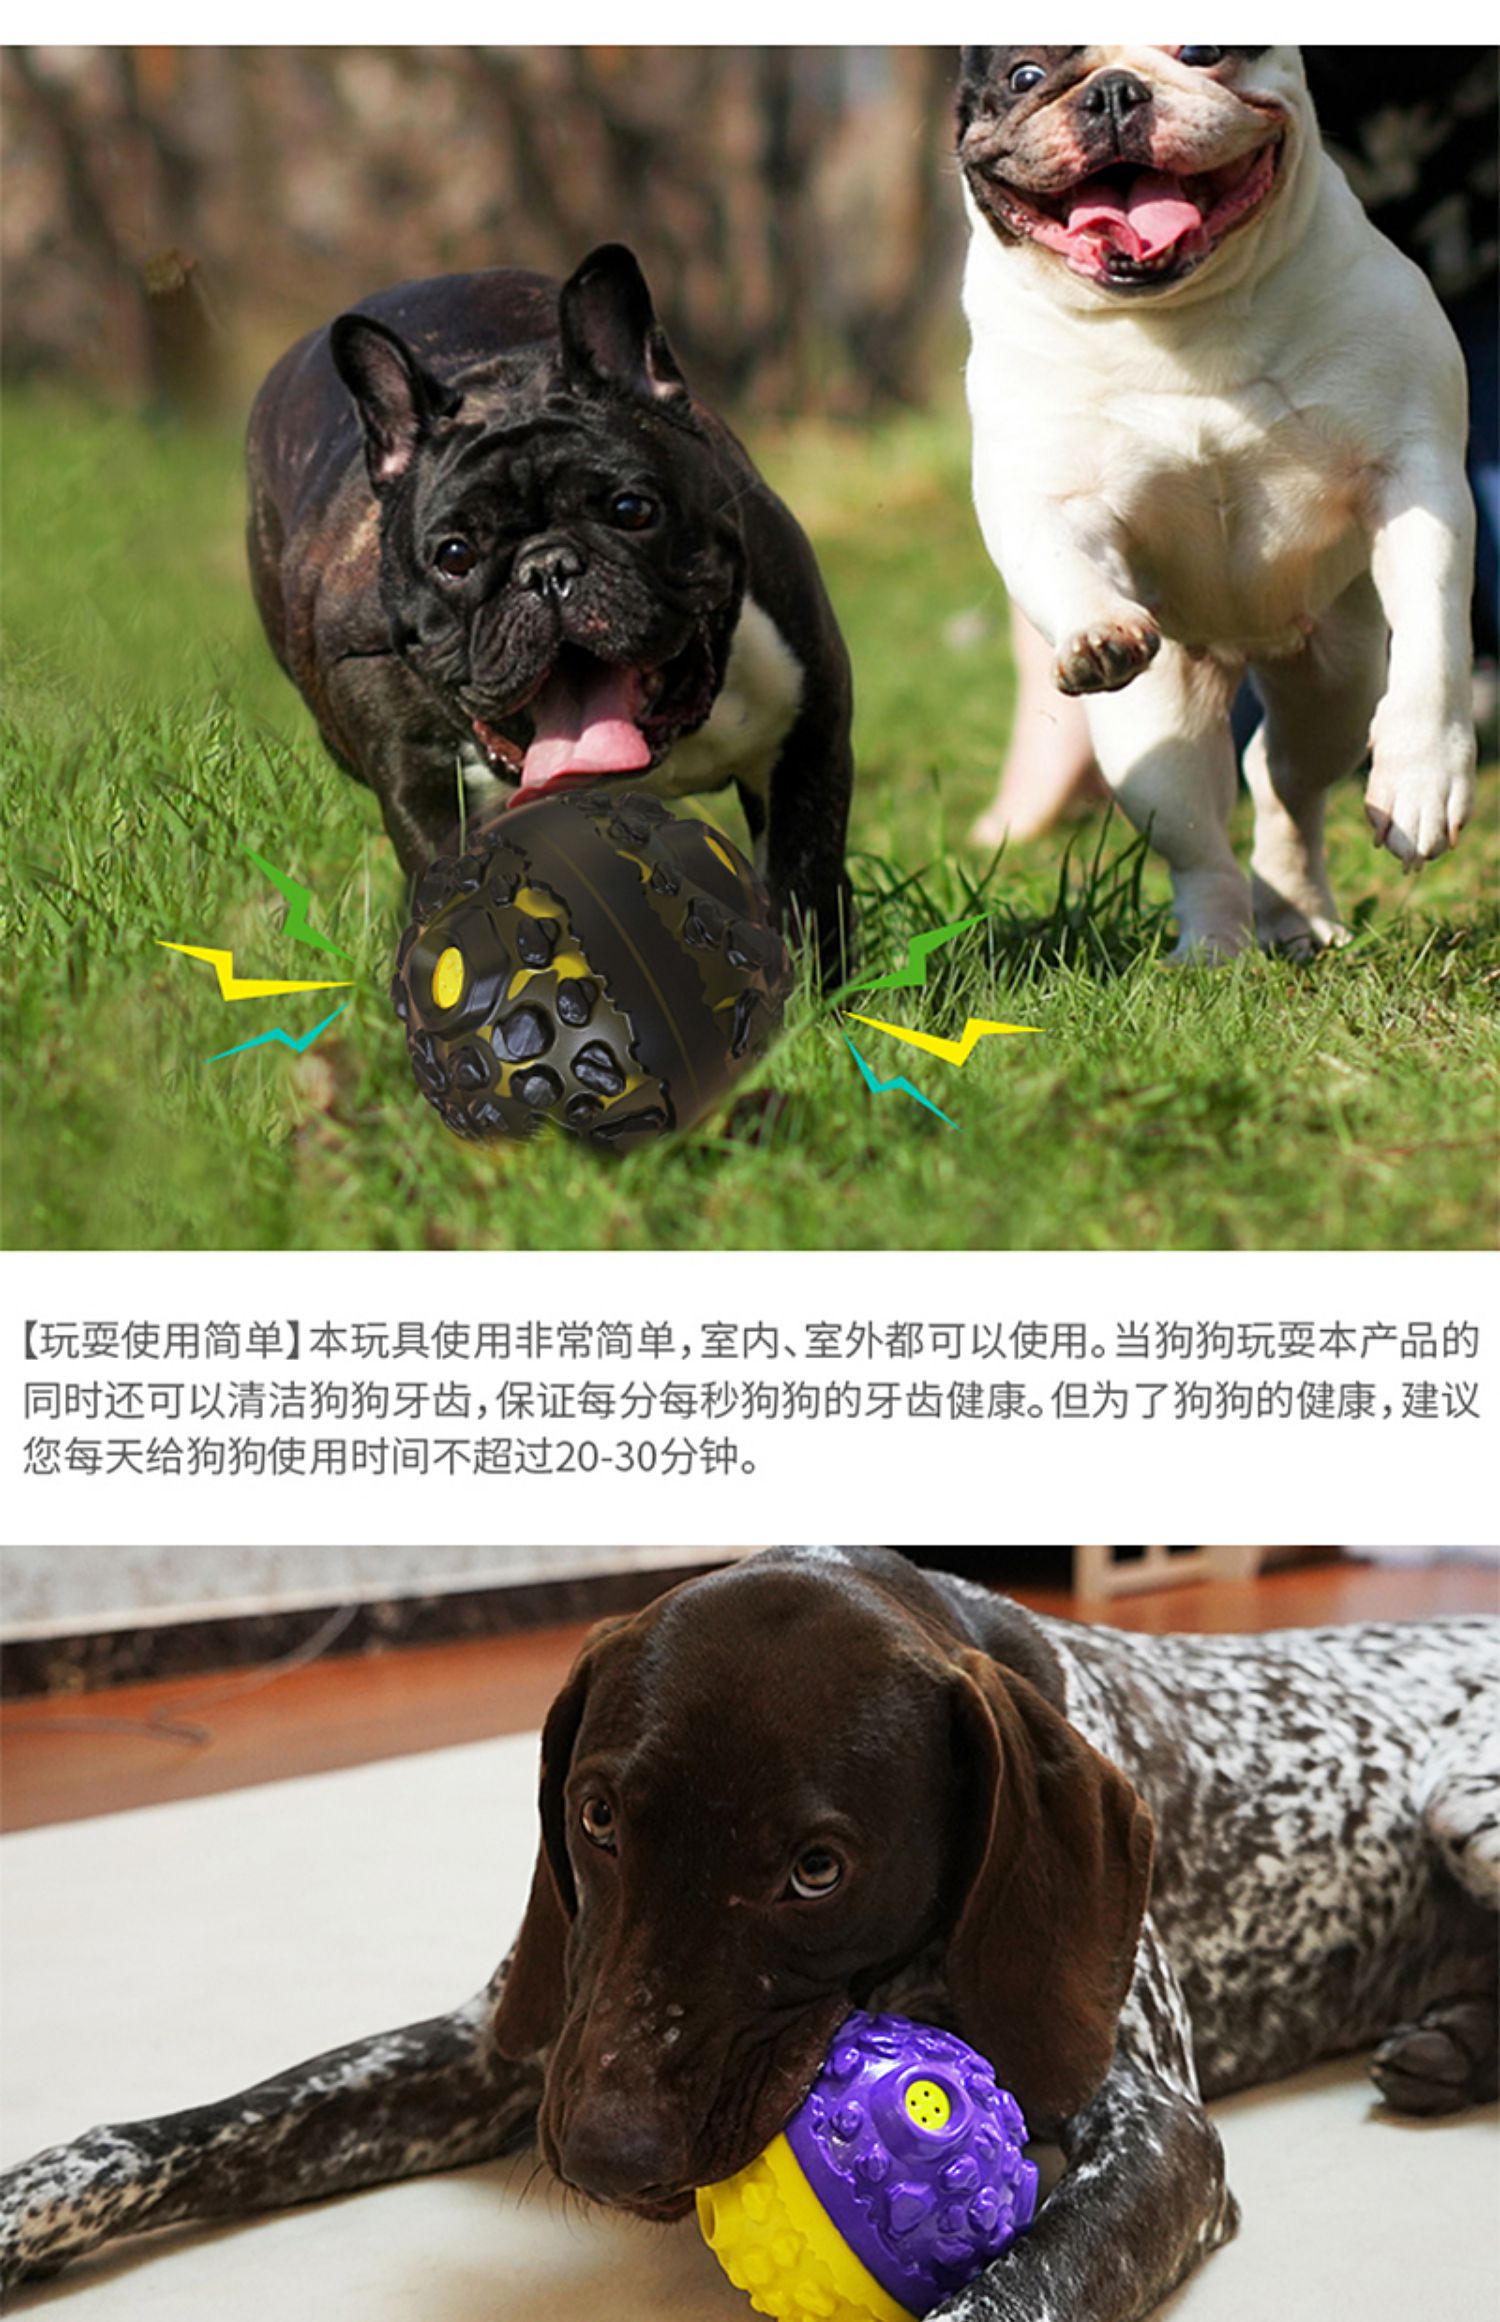 【玩耍使用简单】本玩具使用非常简单，室内、室外都可以使用。当狗狗玩耍本产品的
同时还可以清洁狗狗牙齿，保证每分每秒狗狗的牙齿健康。但为了狗狗的健康，建议
您每天给狗狗使用时间不超过20-30分钟。